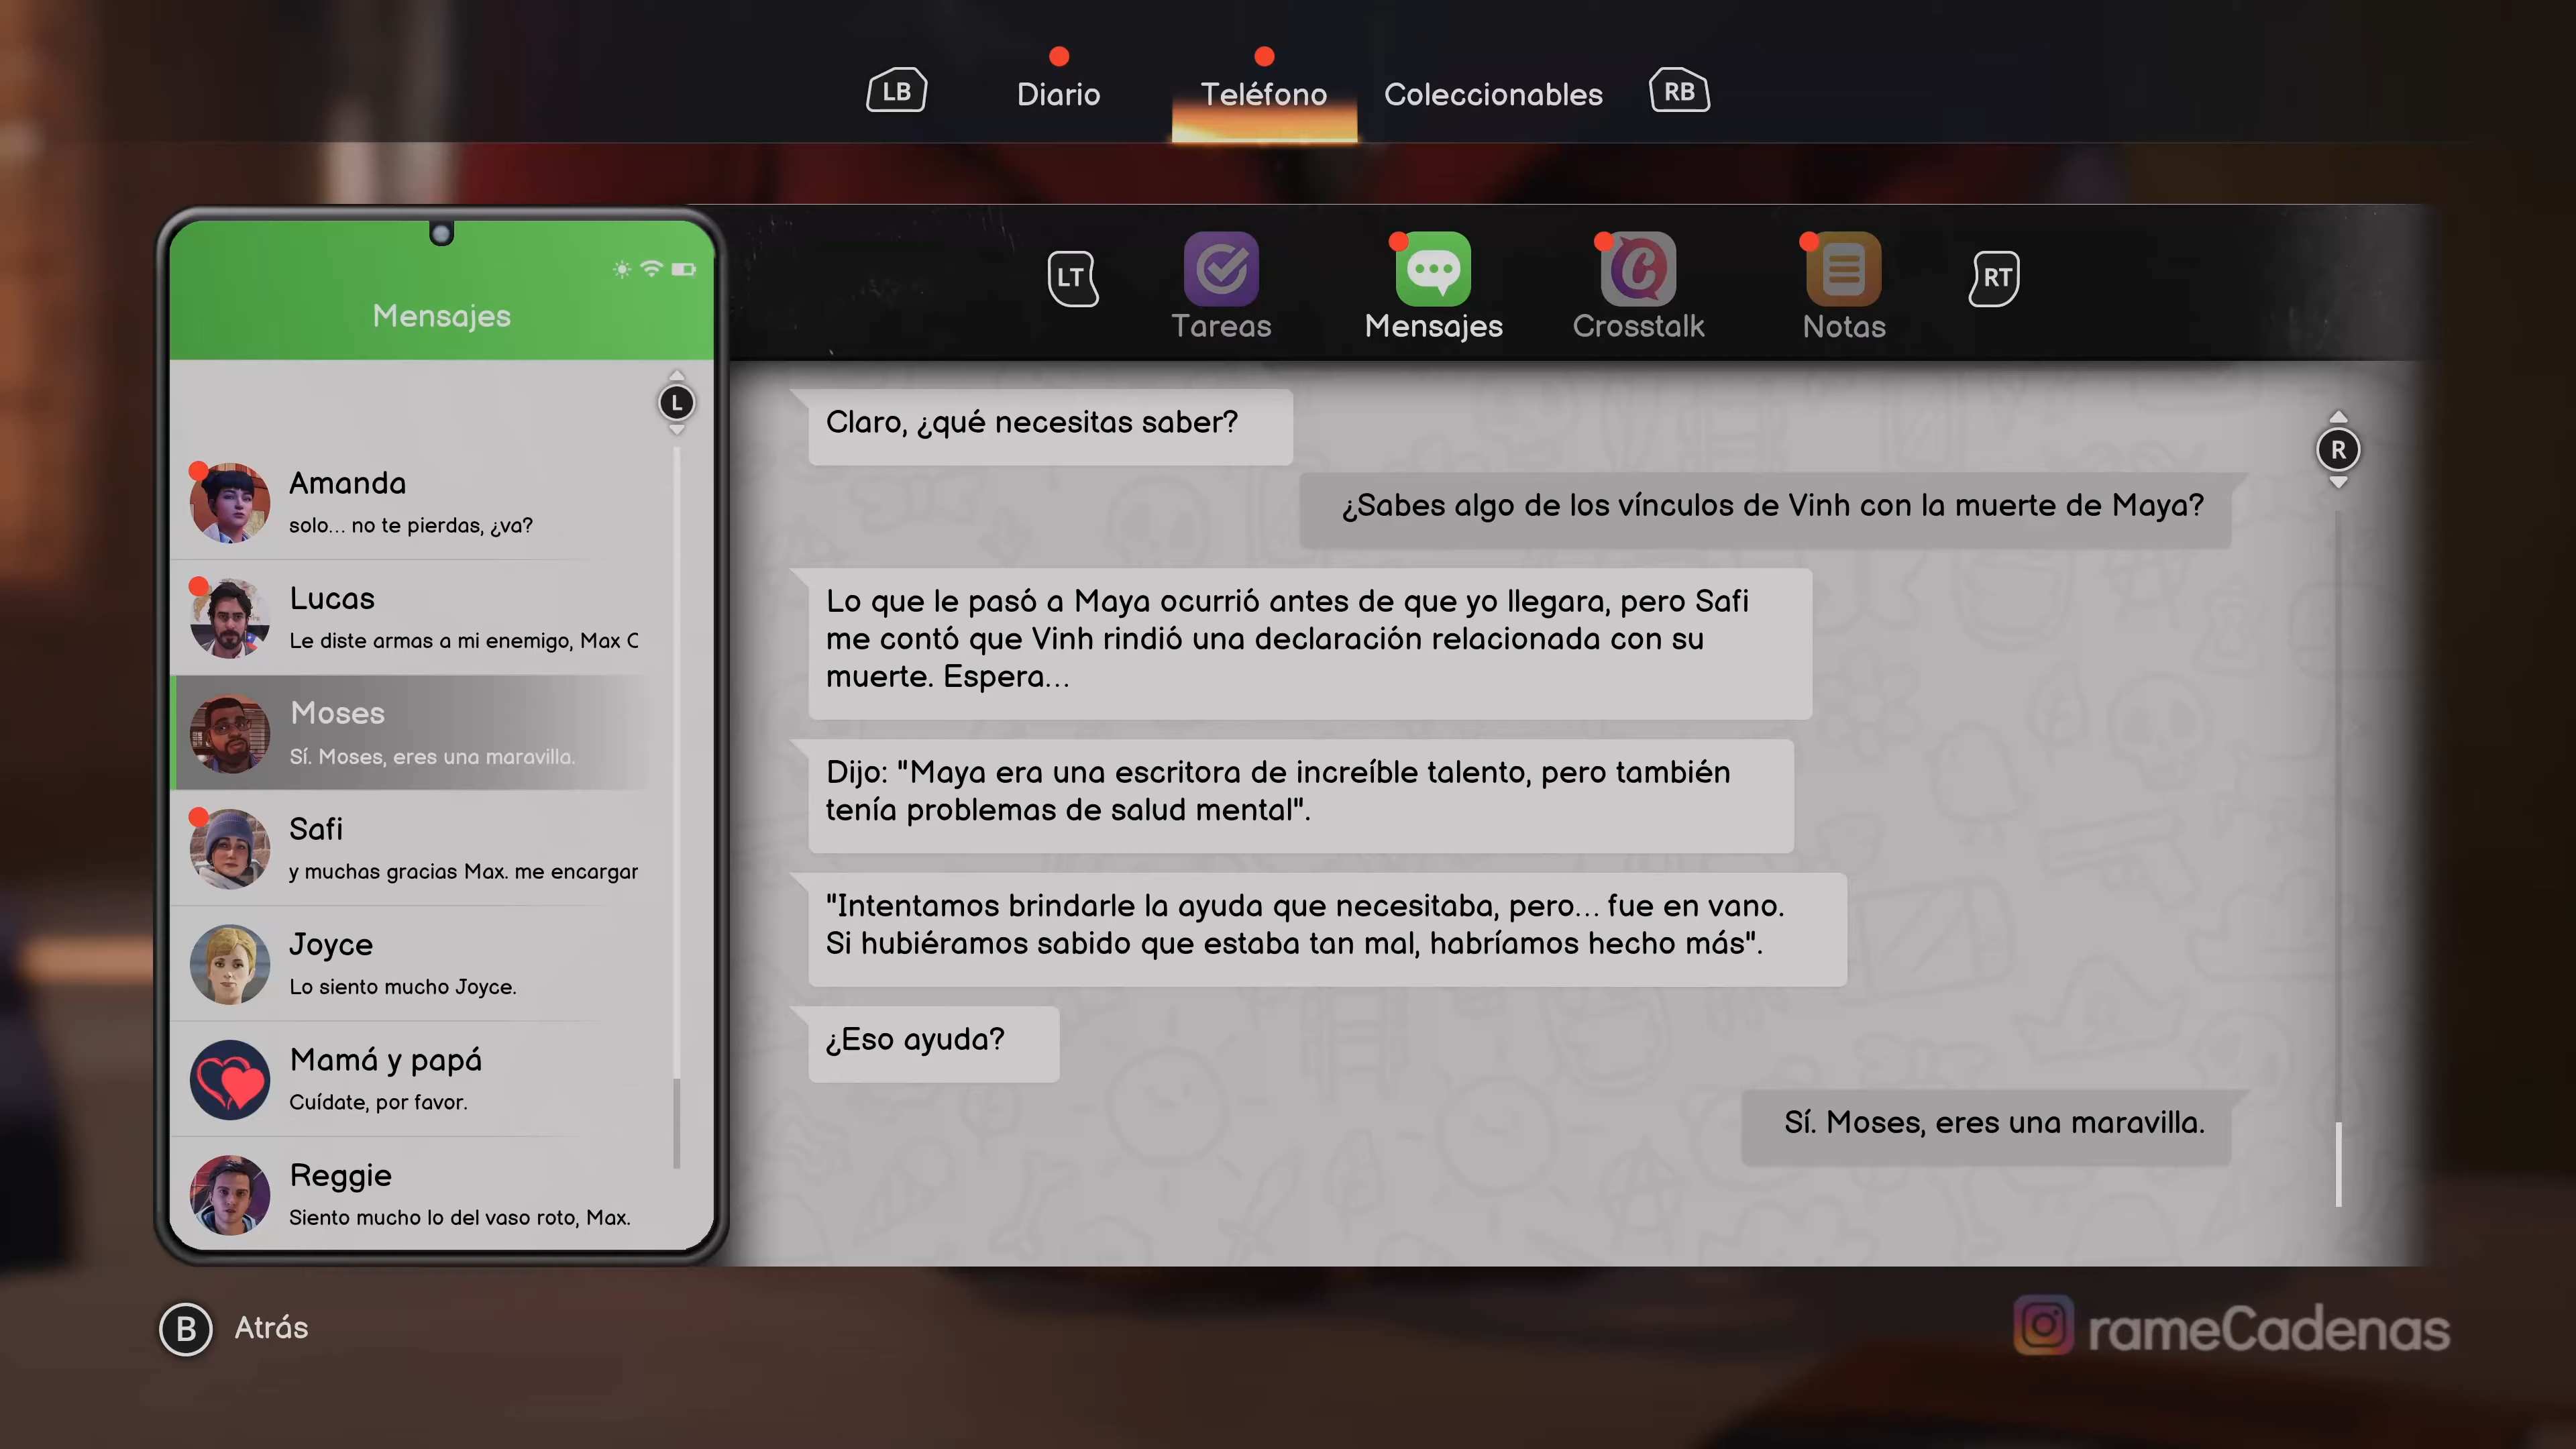 LB
Diario
Teléfono
Coleccionables
RB
Mensajes
LT
Tareas
Mensajes
Crosstalk
Notas
RT
L
Amanda
solo... no te pierdas, ¿va?
Lucas
Le diste armas a mi enemigo, Max C
Moses
Sí. Moses, eres una maravilla.
Safi
y muchas gracias Max. me encargar
Joyce
Lo siento mucho Joyce.
Mamá y papá
Cuídate, por favor.
Reggie
Siento mucho lo del vaso roto, Max.
Claro, ¿qué necesitas saber?
R
¿Sabes algo de los vínculos de Vinh con la muerte de Maya?
Lo que le pasó a Maya ocurrió antes de que yo llegara, pero Safi
me contó que Vinh rindió una declaración relacionada con su
muerte. Espera...
Dijo: "Maya era una escritora de increíble talento, pero también
tenía problemas de salud mental".
"Intentamos brindarle la ayuda que necesitaba, pero... fue en vano.
Si hubiéramos sabido que estaba tan mal, habríamos hecho más".
¿Eso ayuda?
Sí. Moses, eres una maravilla.
B Atrás
rameCadenas